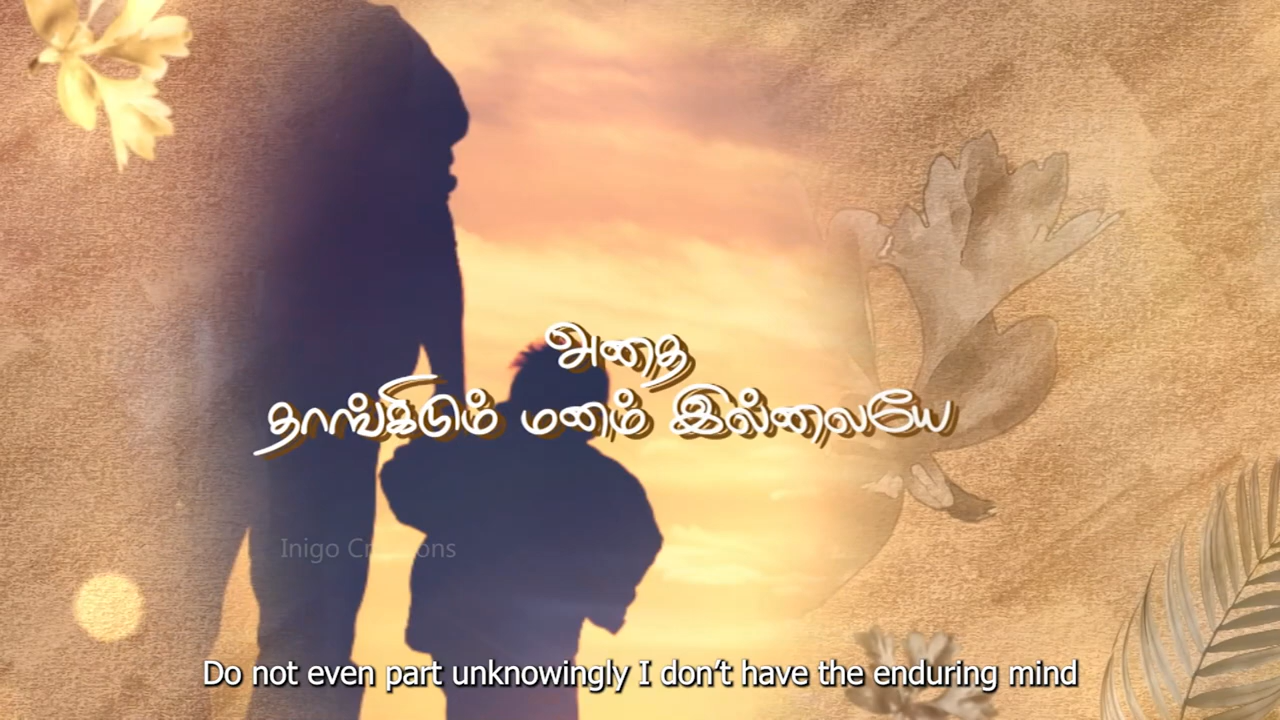 அதை
தாங்கிடும் மனம் இல்லையே
Inigo Creations
Do not even part unknowingly I don't have the enduring mind